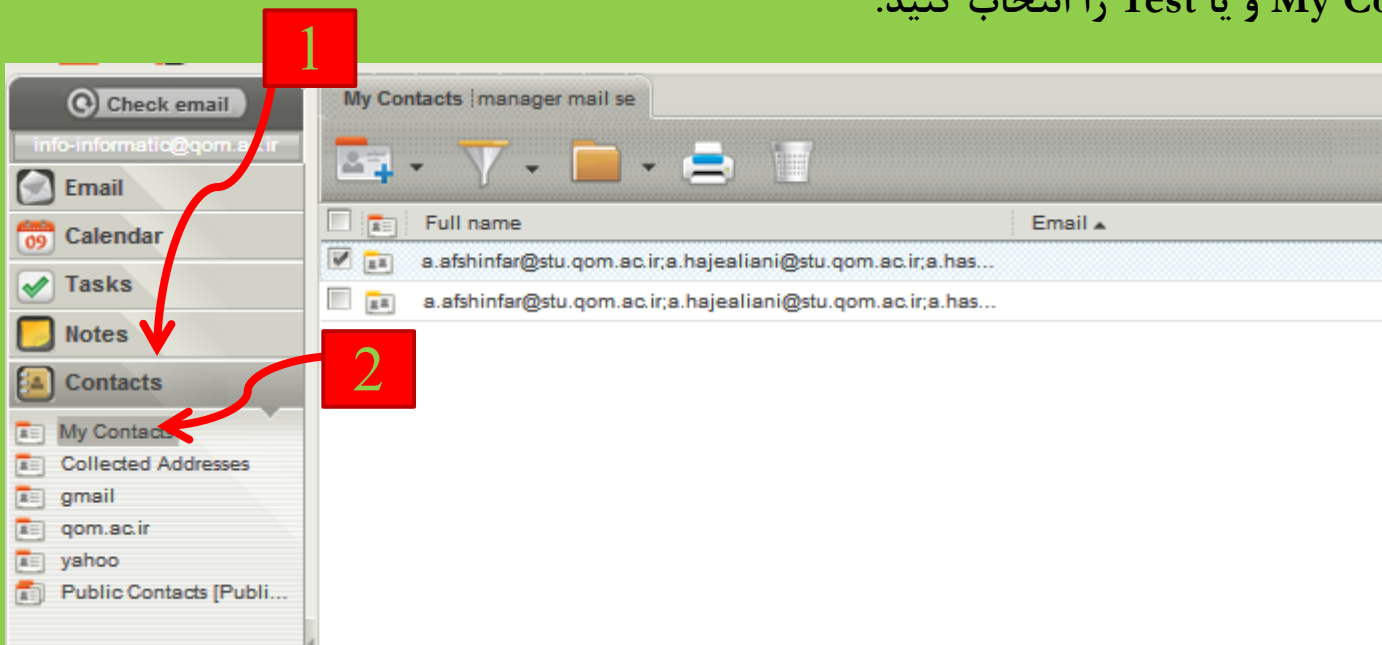 My Co و یا Test را انتخاب کنید.
1
Check email
info-informatic@qom.ac.ir
Email
Calendar
09
Tasks
Notes
Contacts
My Contacts
Collected Addresses
gmail
qom.ac.ir
yahoo
Public Contacts [Publi...
2
My Contacts manager mail se
Full name Email
a.afshinfar@stu.qom.ac.ir;a.hajealiani@stu.qom.ac.ir;a.has...
a.afshinfar@stu.qom.ac.ir;a.hajealiani@stu.qom.ac.ir;a.has...